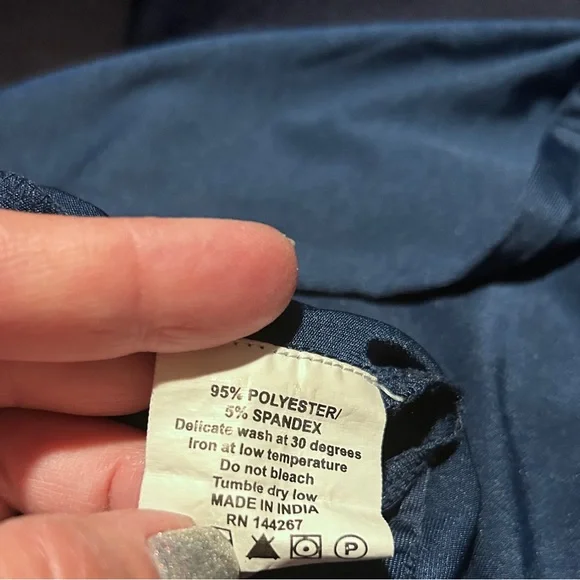 95% POLYESTER/
5% SPANDEX
Delicate wash at 30 degrees
Iron at low temperature
Do not bleach
Tumble dry low
MADE IN INDIA
RN 144267
P